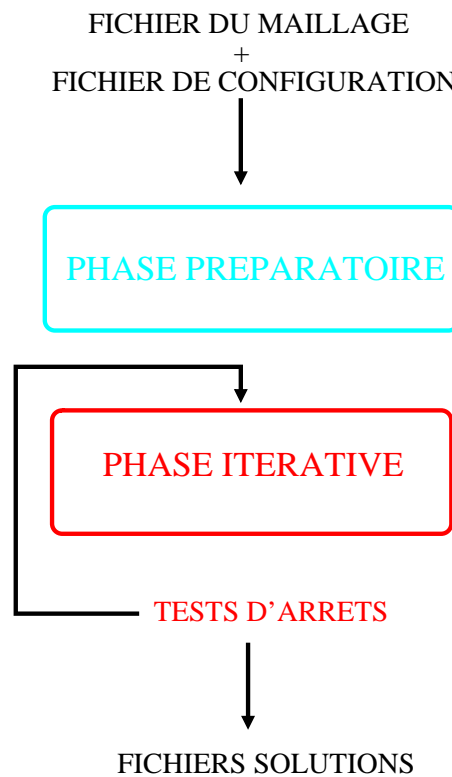 FICHIER DU MAILLAGE
+
FICHIER DE CONFIGURATION
PHASE PREPARATOIRE
PHASE ITERATIVE
TESTS D’ARRETS
FICHIERS SOLUTIONS